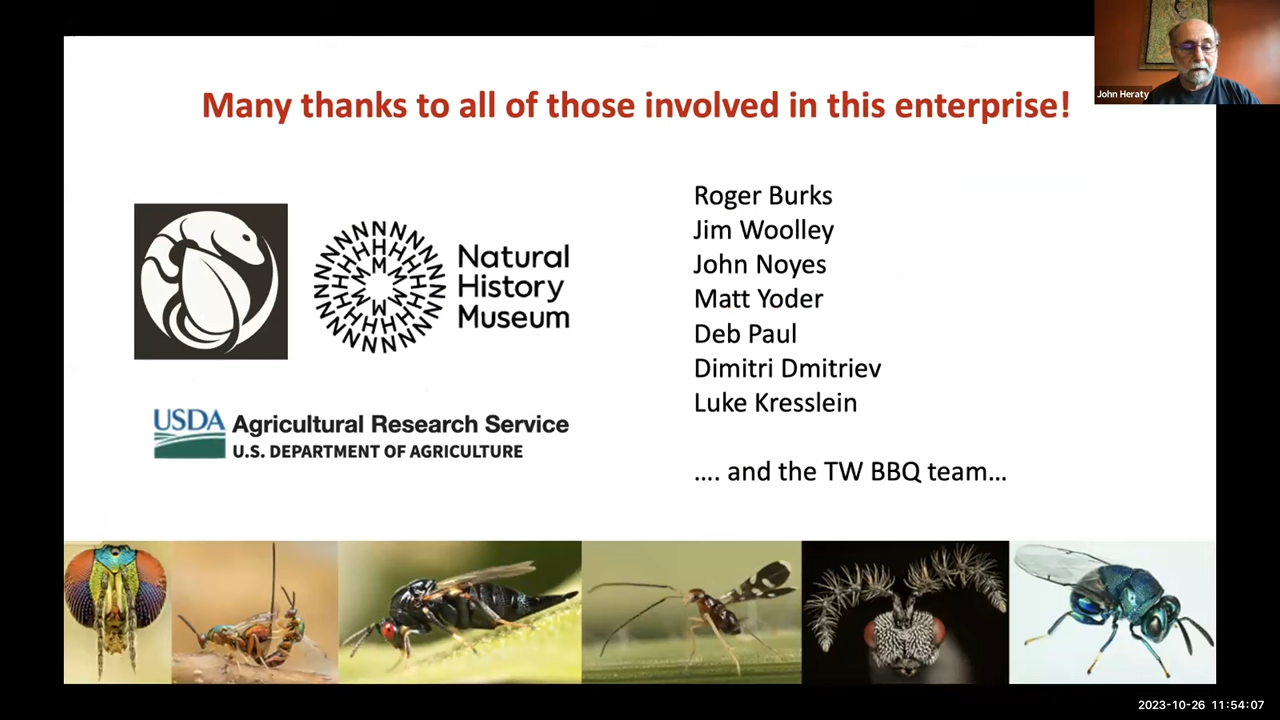 Many thanks to all of those involved in this enterprise!
John Heraty
Natural
History
Museum
USDA Agricultural Research Service
U.S. DEPARTMENT OF AGRICULTURE
Roger Burks
Jim Woolley
John Noyes
Matt Yoder
Deb Paul
Dimitri Dmitriev
Luke Kresslein
…. and the TW BBQ team…
2023-10-26 11:54:07